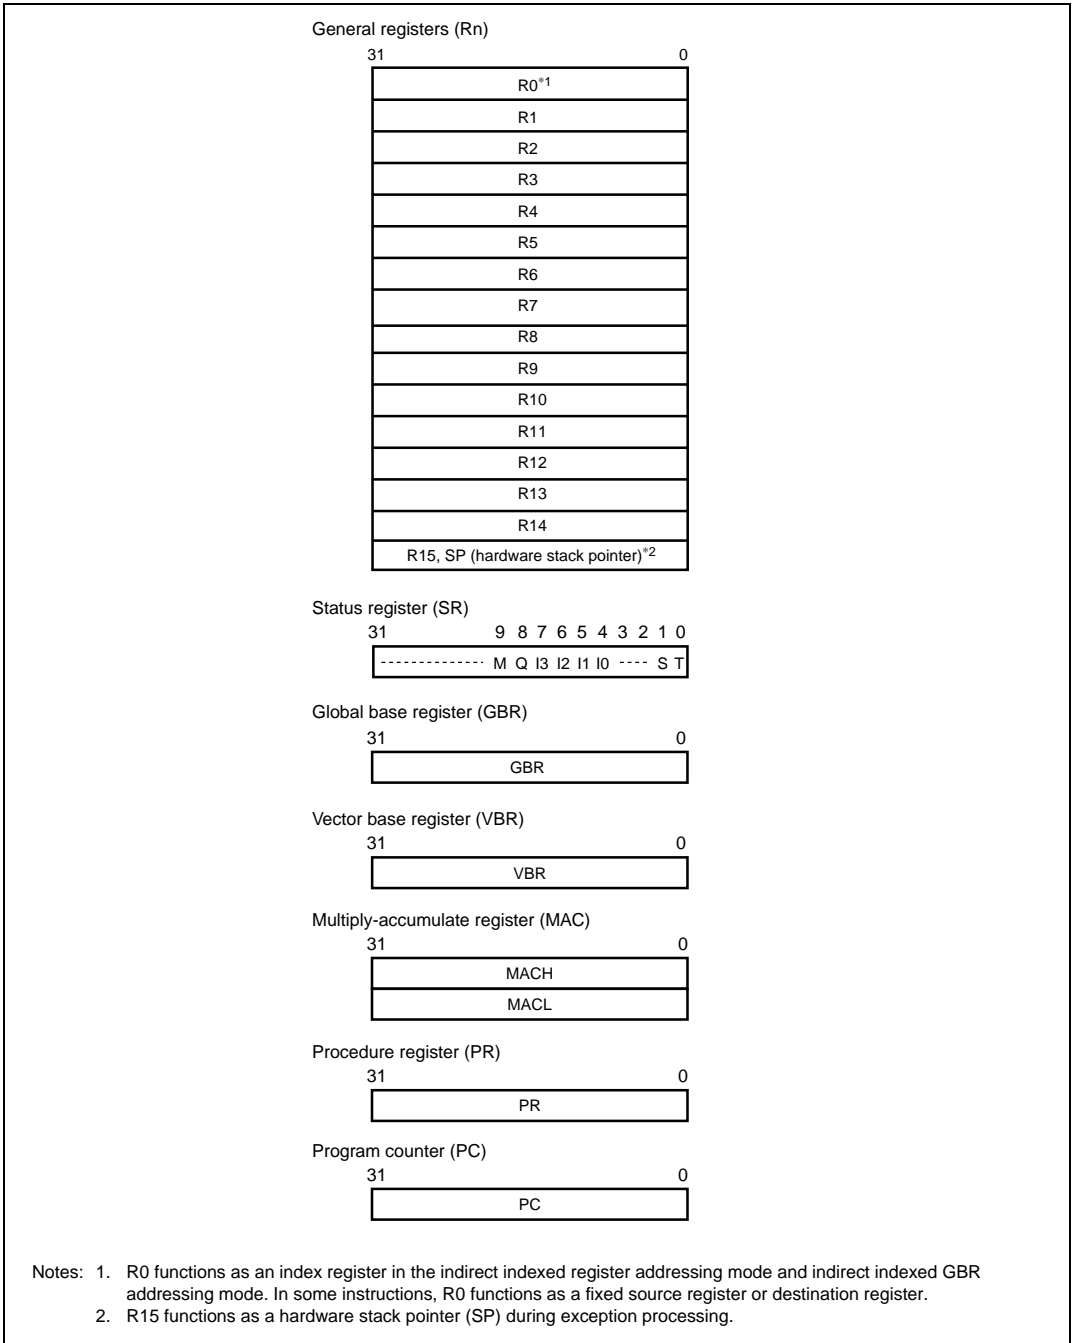 General registers (Rn)
31 0
R0*1
R1
R2
R3
R4
R5
R6
R7
R8
R9
R10
R11
R12
R13
R14
R15, SP (hardware stack pointer)*2
Status register (SR)
31 9 8 7 6 5 4 3 2 1 0
-------------- M Q I3 I2 I1 I0 ---- S T
Global base register (GBR)
31 0
GBR
Vector base register (VBR)
31 0
VBR
Multiply-accumulate register (MAC)
31 0
MACH
MACL
Procedure register (PR)
31 0
PR
Program counter (PC)
31 0
PC
Notes: 1. R0 functions as an index register in the indirect indexed register addressing mode and indirect indexed GBR
addressing mode. In some instructions, R0 functions as a fixed source register or destination register.
2. R15 functions as a hardware stack pointer (SP) during exception processing.